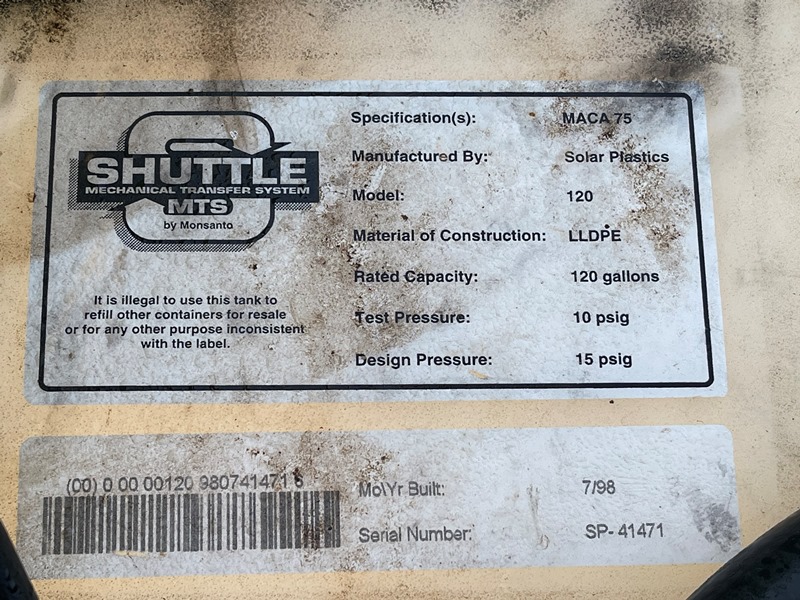 SHUTTLE
MECHANICAL TRANSFER SYSTEM
MTS
by Monsanto
It is illegal to use this tank to
refill other containers for resale
or for any other purpose inconsistent
with the label.
Specification(s): MACA 75
Manufactured By: Solar Plastics
Model: 120
Material of Construction: LLDPE
Rated Capacity: 120 gallons
Test Pressure: 10 psig
Design Pressure: 15 psig
(00) 0 00 00120 980741471 6
Mo\Yr Built: 7/98
Serial Number: SP- 41471